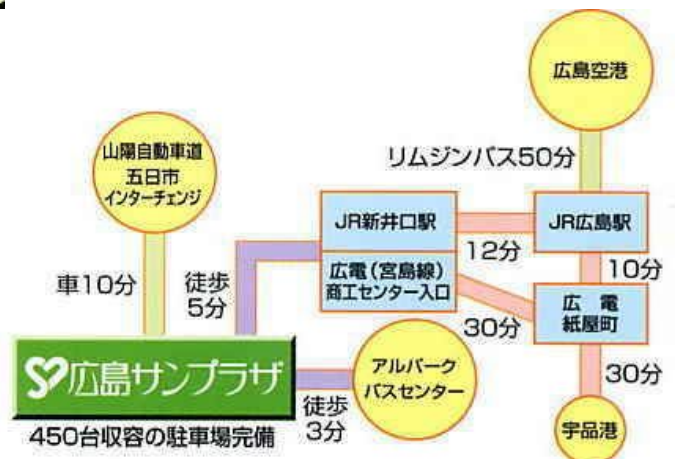 広島空港
山陽自動車道
五日市
インターチェンジ
リムジンバス50分
JR新井口駅
JR広島駅
12分
広電(宮島線)
商工センター入口
10分
車10分
徒歩
5分
広電
紙屋町
30分
広島サンプラザ
アルパーク
バスセンター
30分
徒歩
3分
450台収容の駐車場完備
宇品港